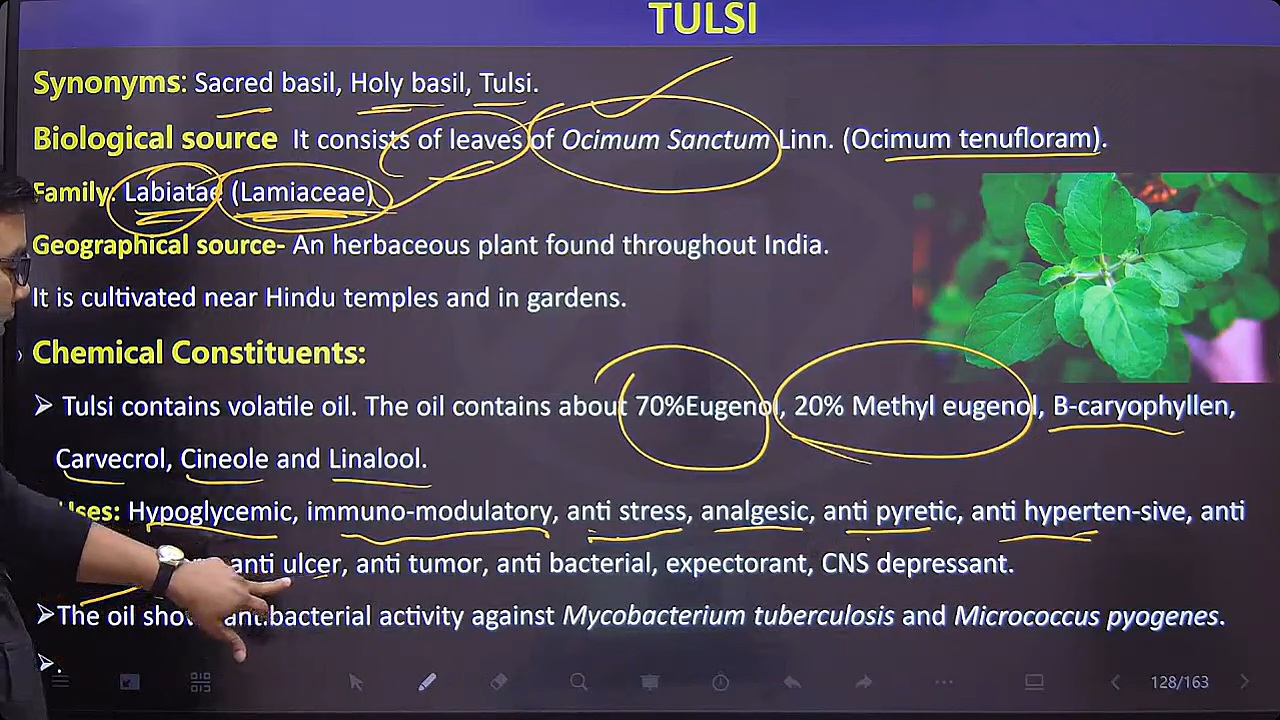 TULSI
Synonyms: Sacred basil, Holy basil, Tulsi.
Biological source It consists of leaves of Ocimum Sanctum Linn. (Ocimum tenufloram).
Family: Labiatae (Lamiaceae)
Geographical source- An herbaceous plant found throughout India.
It is cultivated near Hindu temples and in gardens.
Chemical Constituents:
➤ Tulsi contains volatile oil. The oil contains about 70%Eugenol, 20% Methyl eugenol, B-caryophyllen,
Carvecrol, Cineole and Linalool.
Uses: Hypoglycemic, immuno-modulatory, anti stress, analgesic, anti pyretic, anti hyperten-sive, anti
anti ulcer, anti tumor, anti bacterial, expectorant, CNS depressant.
➤The oil antibacterial activity against Mycobacterium tuberculosis and Micrococcus pyogenes.
➤.
128/163